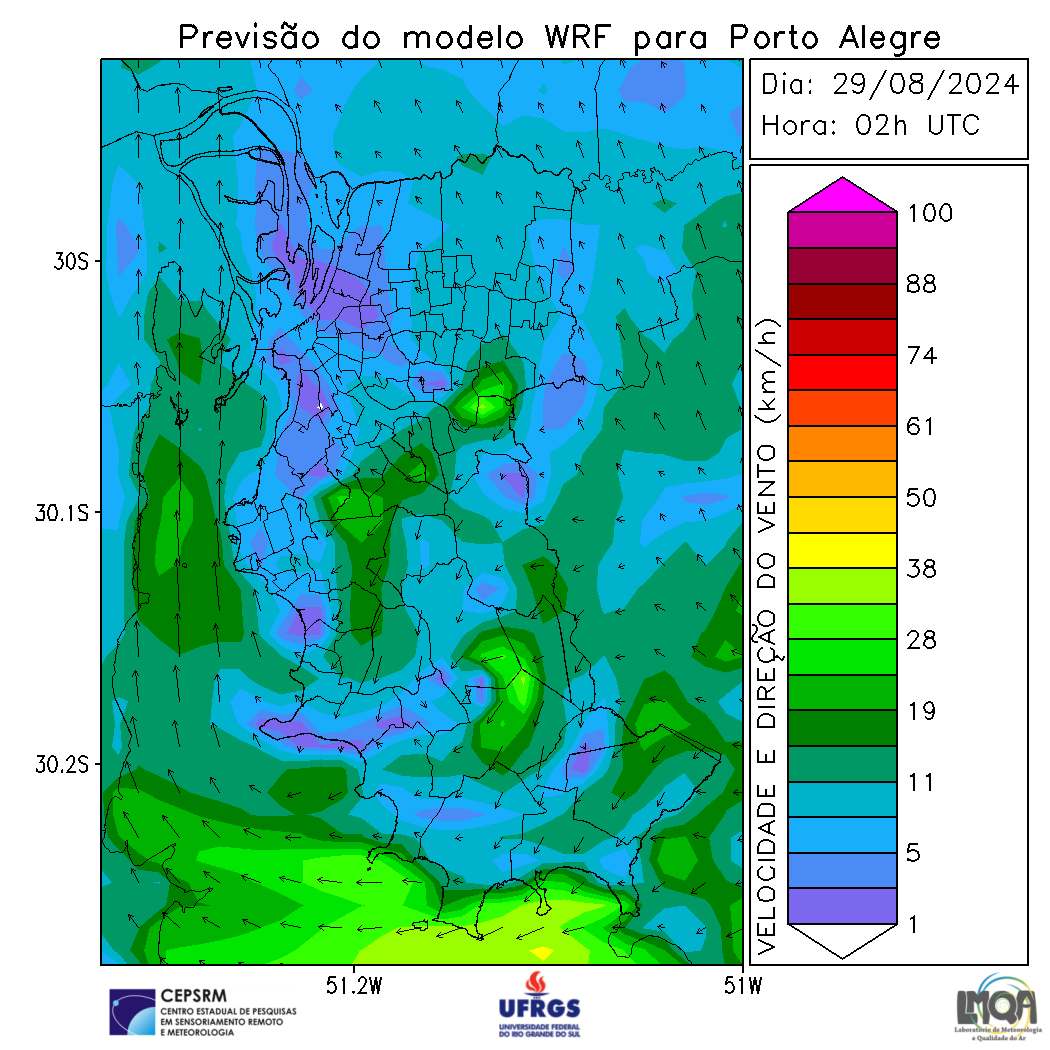 Previsão do modelo WRF para Porto Alegre
Dia: 29/08/2024
Hora: 02h UTC
30S
30.1S
30.2S
51.2W
51W
VELOCIDADE E DIREÇÃO DO VENTO (km/h)
100
88
74
61
50
38
28
19
11
5
1
CEPSRM
CENTRO ESTADUAL DE PESQUISAS
EM SENSORIAMENTO REMOTO
E METEOROLOGIA
UFRGS
UNIVERSIDADE FEDERAL
DO RIO GRANDE DO SUL
LMQA
Laboratório de Meteorologia
e Qualidade do Ar